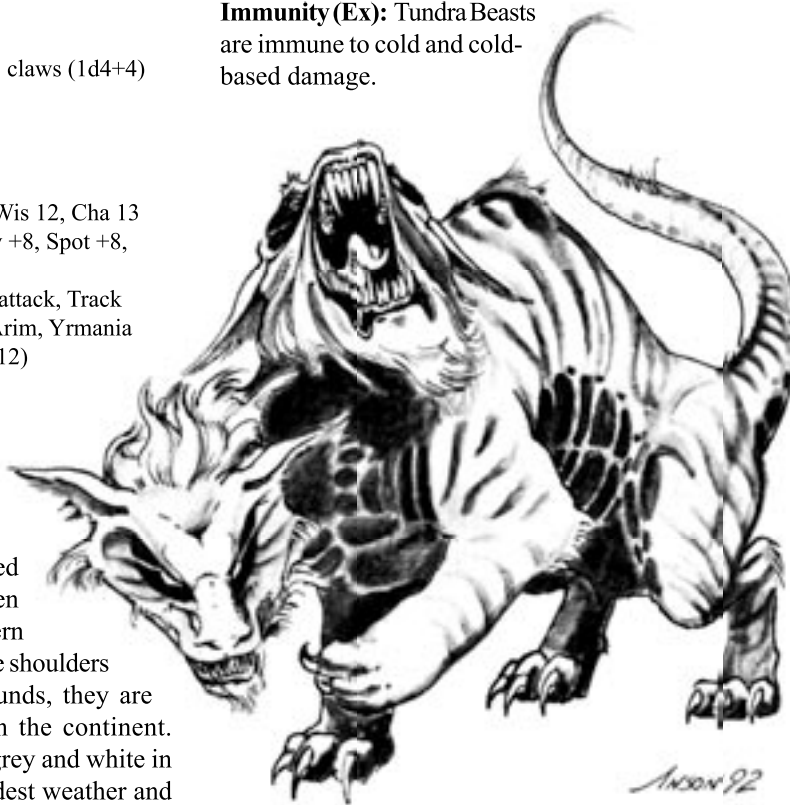 Immunity (Ex): Tundra Beasts
are immune to cold and cold-
based damage.
claws (1d4+4)
Wis 12, Cha 13
+8, Spot +8,
attack, Track
Arim, Yrmania
12)
ed
en
ern
e shoulders
unds, they are
n the continent.
grey and white in
dest weather and
ANSON 92